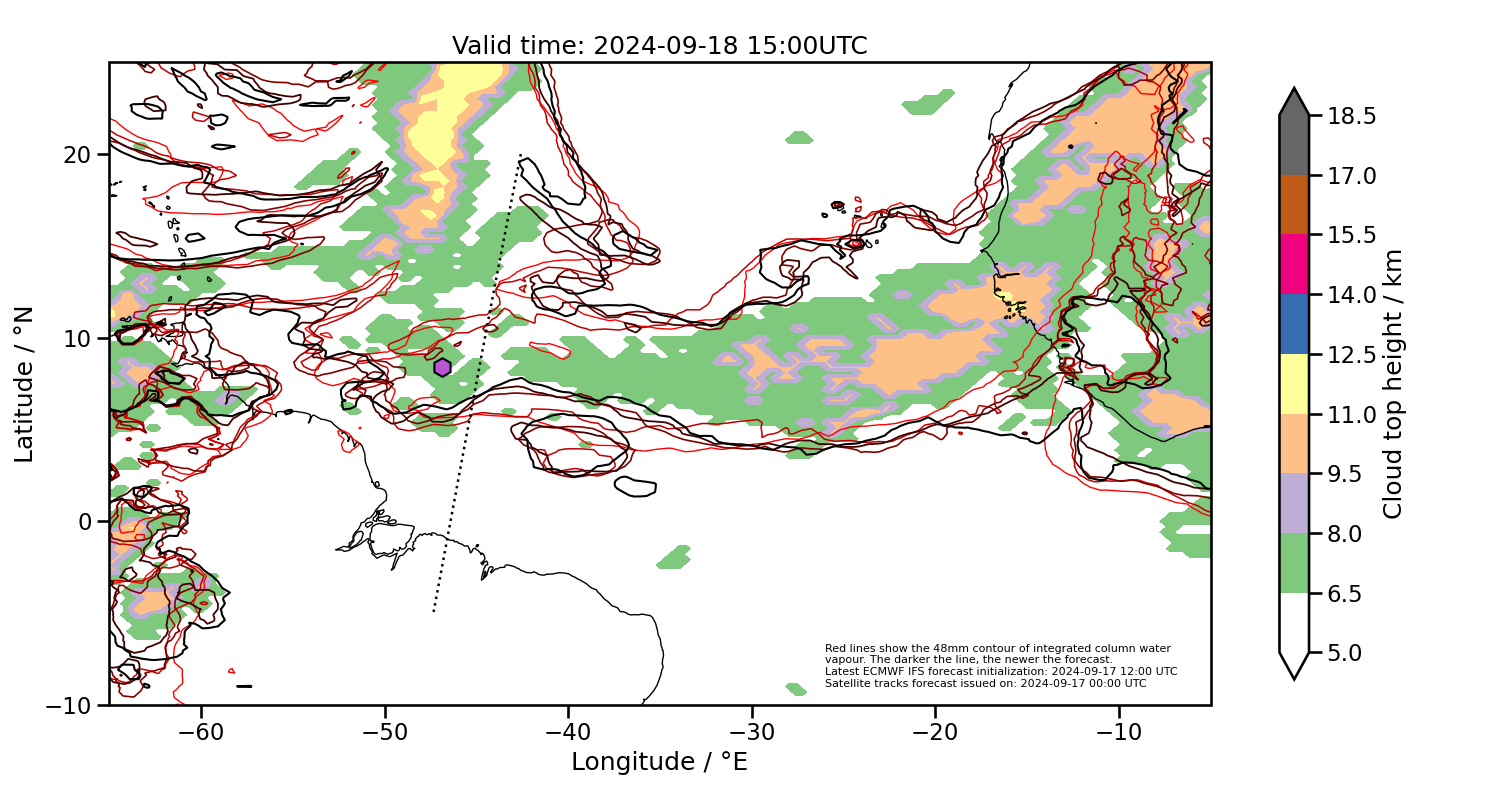 Valid time: 2024-09-18 15:00UTC
20
10
0
−10
Latitude / °N
−60
−50
−40
−30
−20
−10
Longitude / °E
Red lines show the 48mm contour of integrated column water
vapour. The darker the line, the newer the forecast.
Latest ECMWF IFS forecast initialization: 2024-09-17 12:00 UTC
Satellite tracks forecast issued on: 2024-09-17 00:00 UTC
18.5
17.0
15.5
14.0
12.5
11.0
9.5
8.0
6.5
5.0
Cloud top height / km